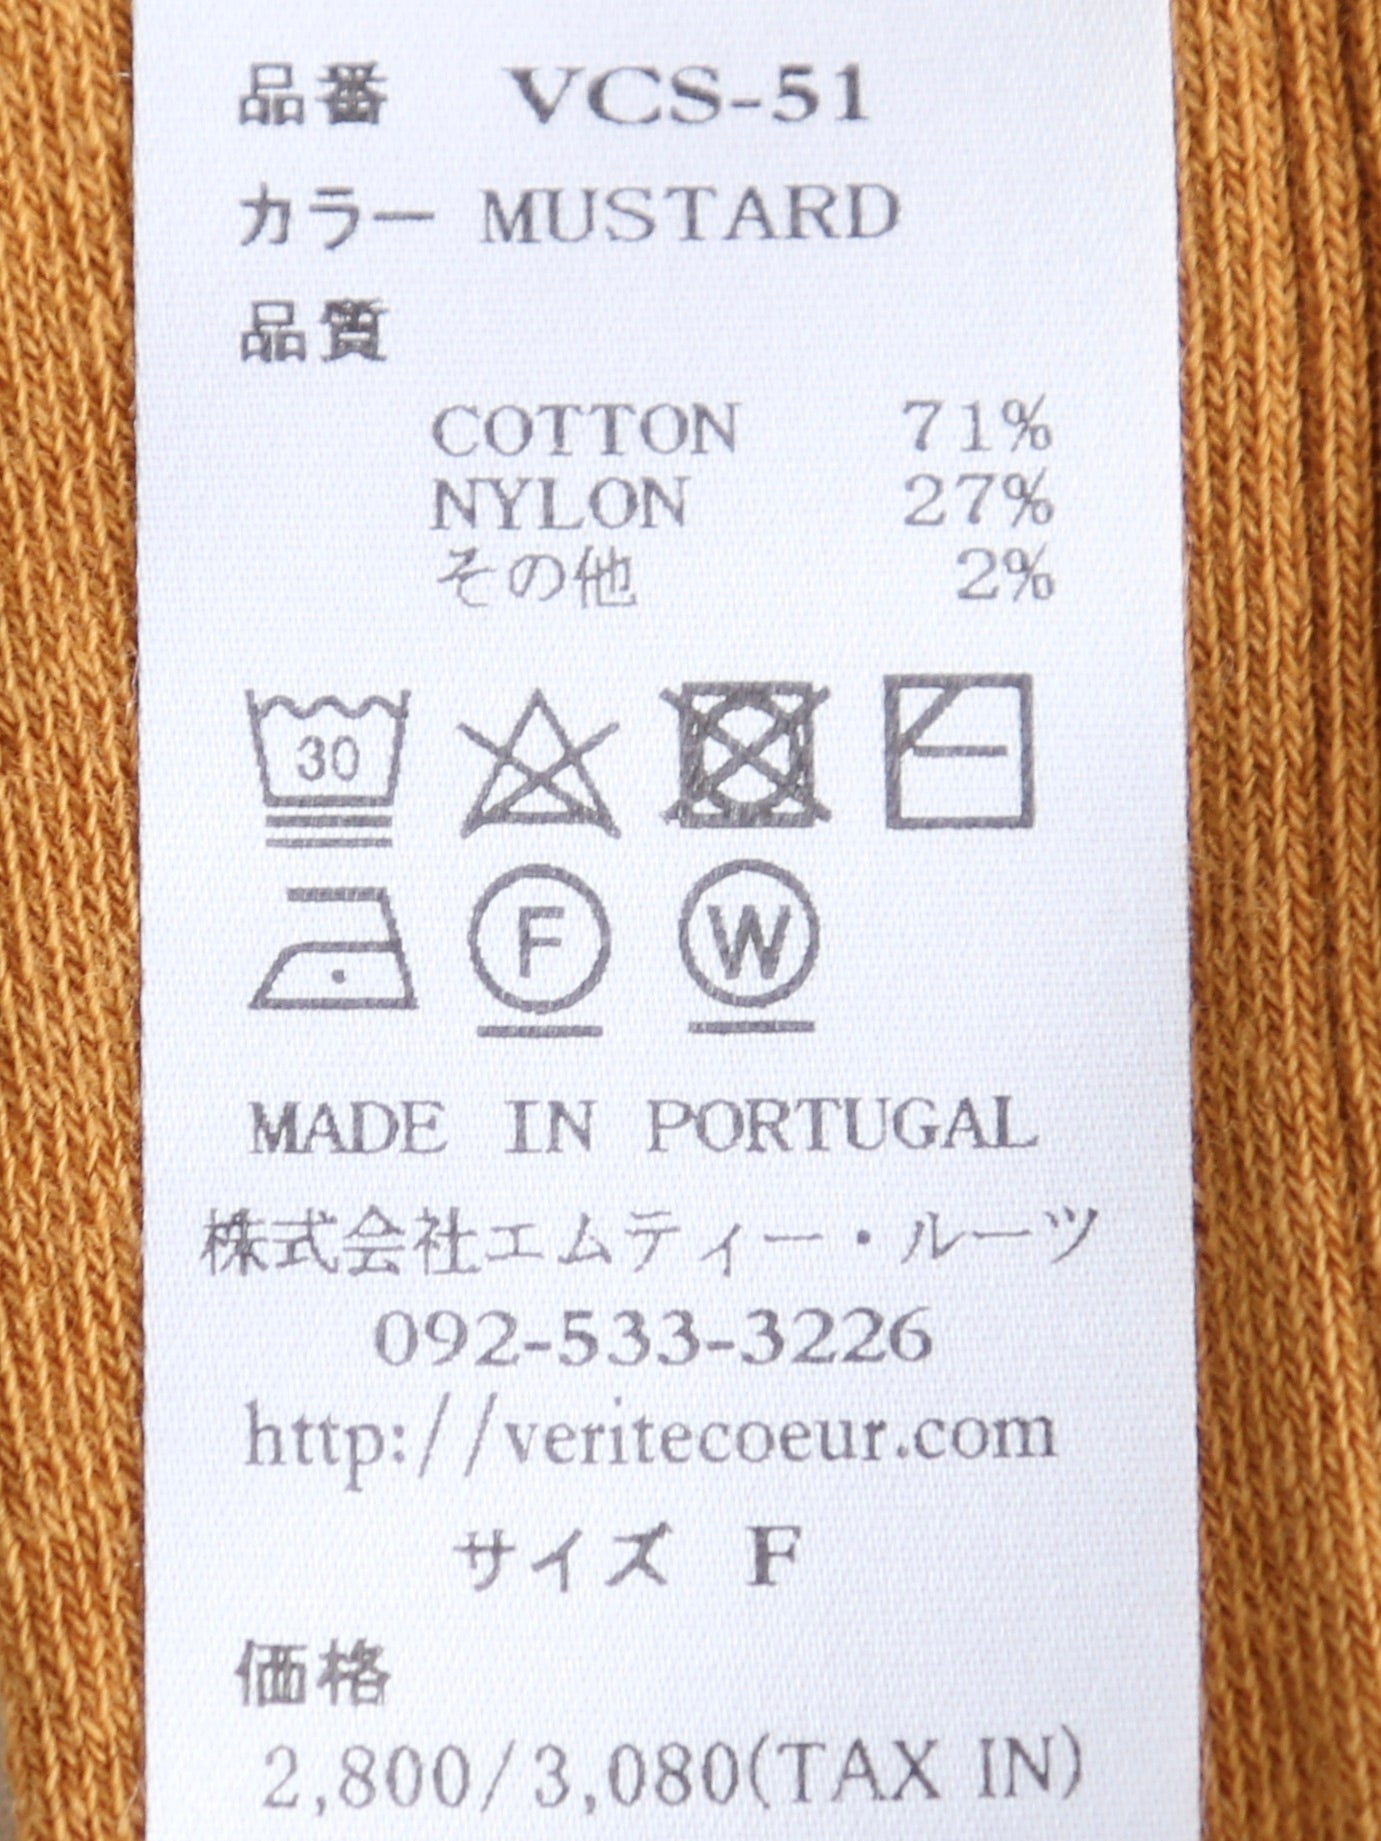 品番 VCS-51
カラー MUSTARD
品質
COTTON 71%
NYLON 27%
その他 2%
30
F W
MADE IN PORTUGAL
株式会社エムティー・ルーツ
092-533-3226
http://veritecoeur.com
サイズ F
価格
2,800/3,080(TAX IN)